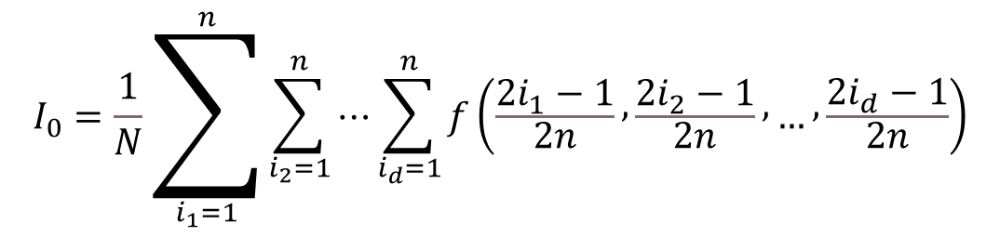 I₀ = \frac{1}{N} \sum_{i_1=1}^{n} \sum_{i_2=1}^{n} \cdots \sum_{i_d=1}^{n} f\left(\frac{2i_1-1}{2n}, \frac{2i_2-1}{2n}, \ldots, \frac{2i_d-1}{2n}\right)